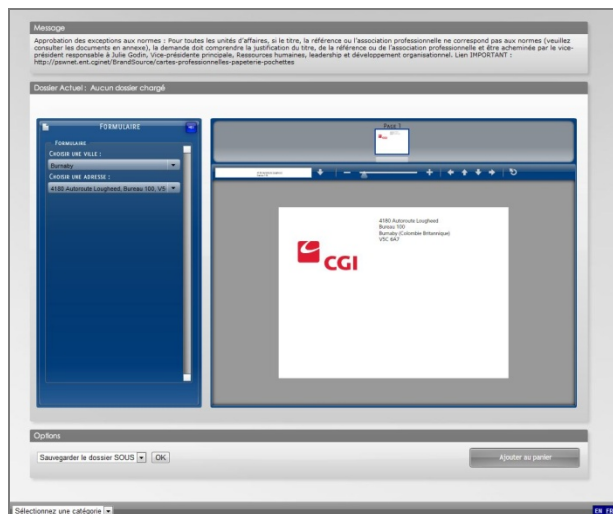 Message
Approbation des exceptions aux normes : Pour toutes les unités d'affaires, si le titre, la référence ou l'association professionnelle ne correspond pas aux normes (veuillez
consulter les documents en annexe), la demande doit comprendre la justification du titre, de la référence ou de l'association professionnelle et être acheminée par le vice-
président responsable à Julie Godin, Vice-présidente principale, Ressources humaines, leadership et développement organisationnel. Lien IMPORTANT :
http://pswnet.ent.cginet/BrandSource/cartes-professionnelles-papeterie-pochettes
Dossier Actuel : Aucun dossier chargé
FORMULAIRE
FORMULAIRE
CHOISIR UNE VILLE :
Burnaby
CHOISIR UNE ADRESSE :
4180 Autoroute Lougheed, Bureau 100, V5
4180 Autoroute Lougheed
Bureau 100
Burnaby (Colombie Britannique)
V5C 6A7
CGI
Options
Sauvegarder le dossier SOUS
OK
Ajouter au panier
Sélectionnez une catégorie
EN FR